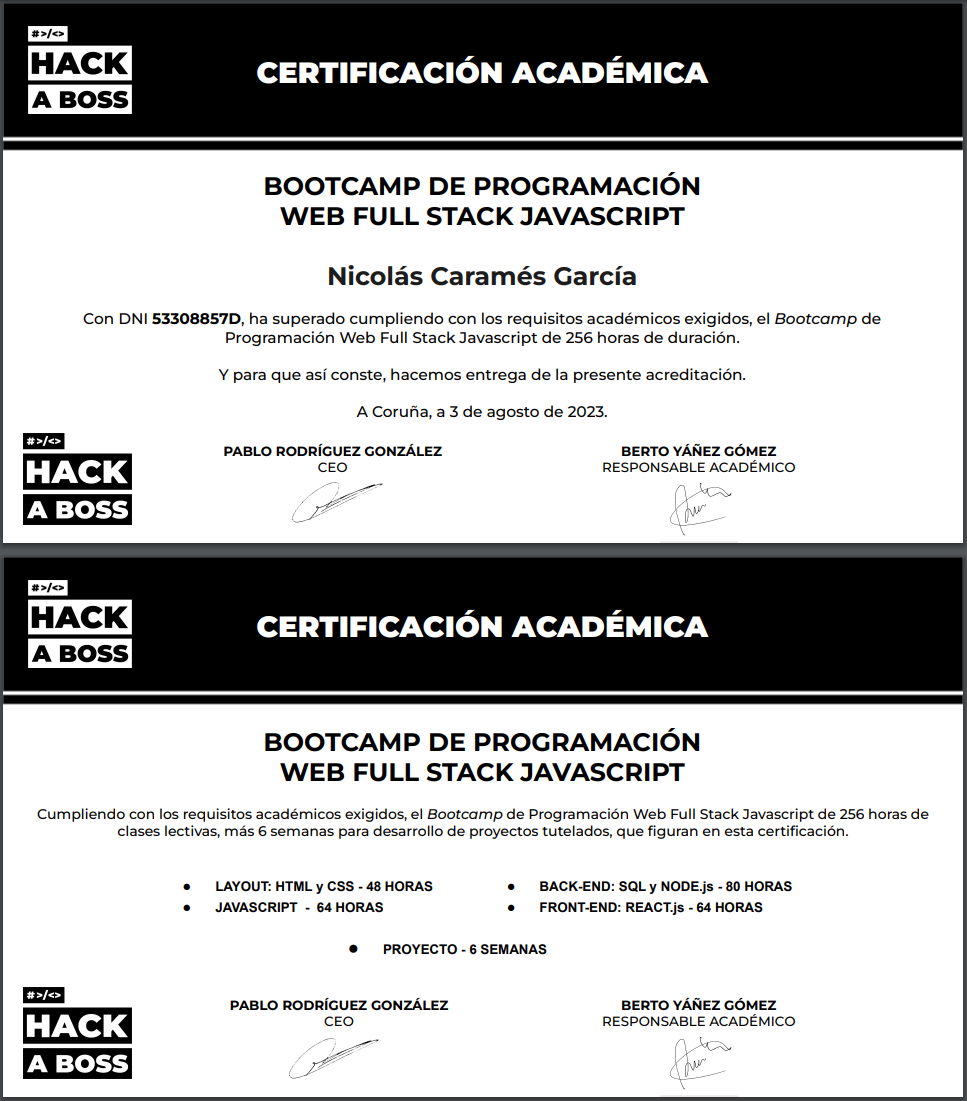 #>/<>
HACK
A BOSS
CERTIFICACIÓN ACADÉMICA
BOOTCAMP DE PROGRAMACIÓN
WEB FULL STACK JAVASCRIPT
Nicolás Caramés García
Con DNI 53308857D, ha superado cumpliendo con los requisitos académicos exigidos, el Bootcamp de
Programación Web Full Stack Javascript de 256 horas de duración.
Y para que así conste, hacemos entrega de la presente acreditación.
A Coruña, a 3 de agosto de 2023.
#>/<>
HACK
A BOSS
PABLO RODRÍGUEZ GONZÁLEZ
CEO
BERTO YÁÑEZ GÓMEZ
RESPONSABLE ACADÉMICO
#>/<>
HACK
A BOSS
CERTIFICACIÓN ACADÉMICA
BOOTCAMP DE PROGRAMACIÓN
WEB FULL STACK JAVASCRIPT
Cumpliendo con los requisitos académicos exigidos, el Bootcamp de Programación Web Full Stack Javascript de 256 horas de
clases lectivas, más 6 semanas para desarrollo de proyectos tutelados, que figuran en esta certificación.
● LAYOUT: HTML y CSS - 48 HORAS
● JAVASCRIPT - 64 HORAS
● BACK-END: SQL y NODE.js - 80 HORAS
● FRONT-END: REACT.js - 64 HORAS
● PROYECTO - 6 SEMANAS
#>/<>
HACK
A BOSS
PABLO RODRÍGUEZ GONZÁLEZ
CEO
BERTO YÁÑEZ GÓMEZ
RESPONSABLE ACADÉMICO